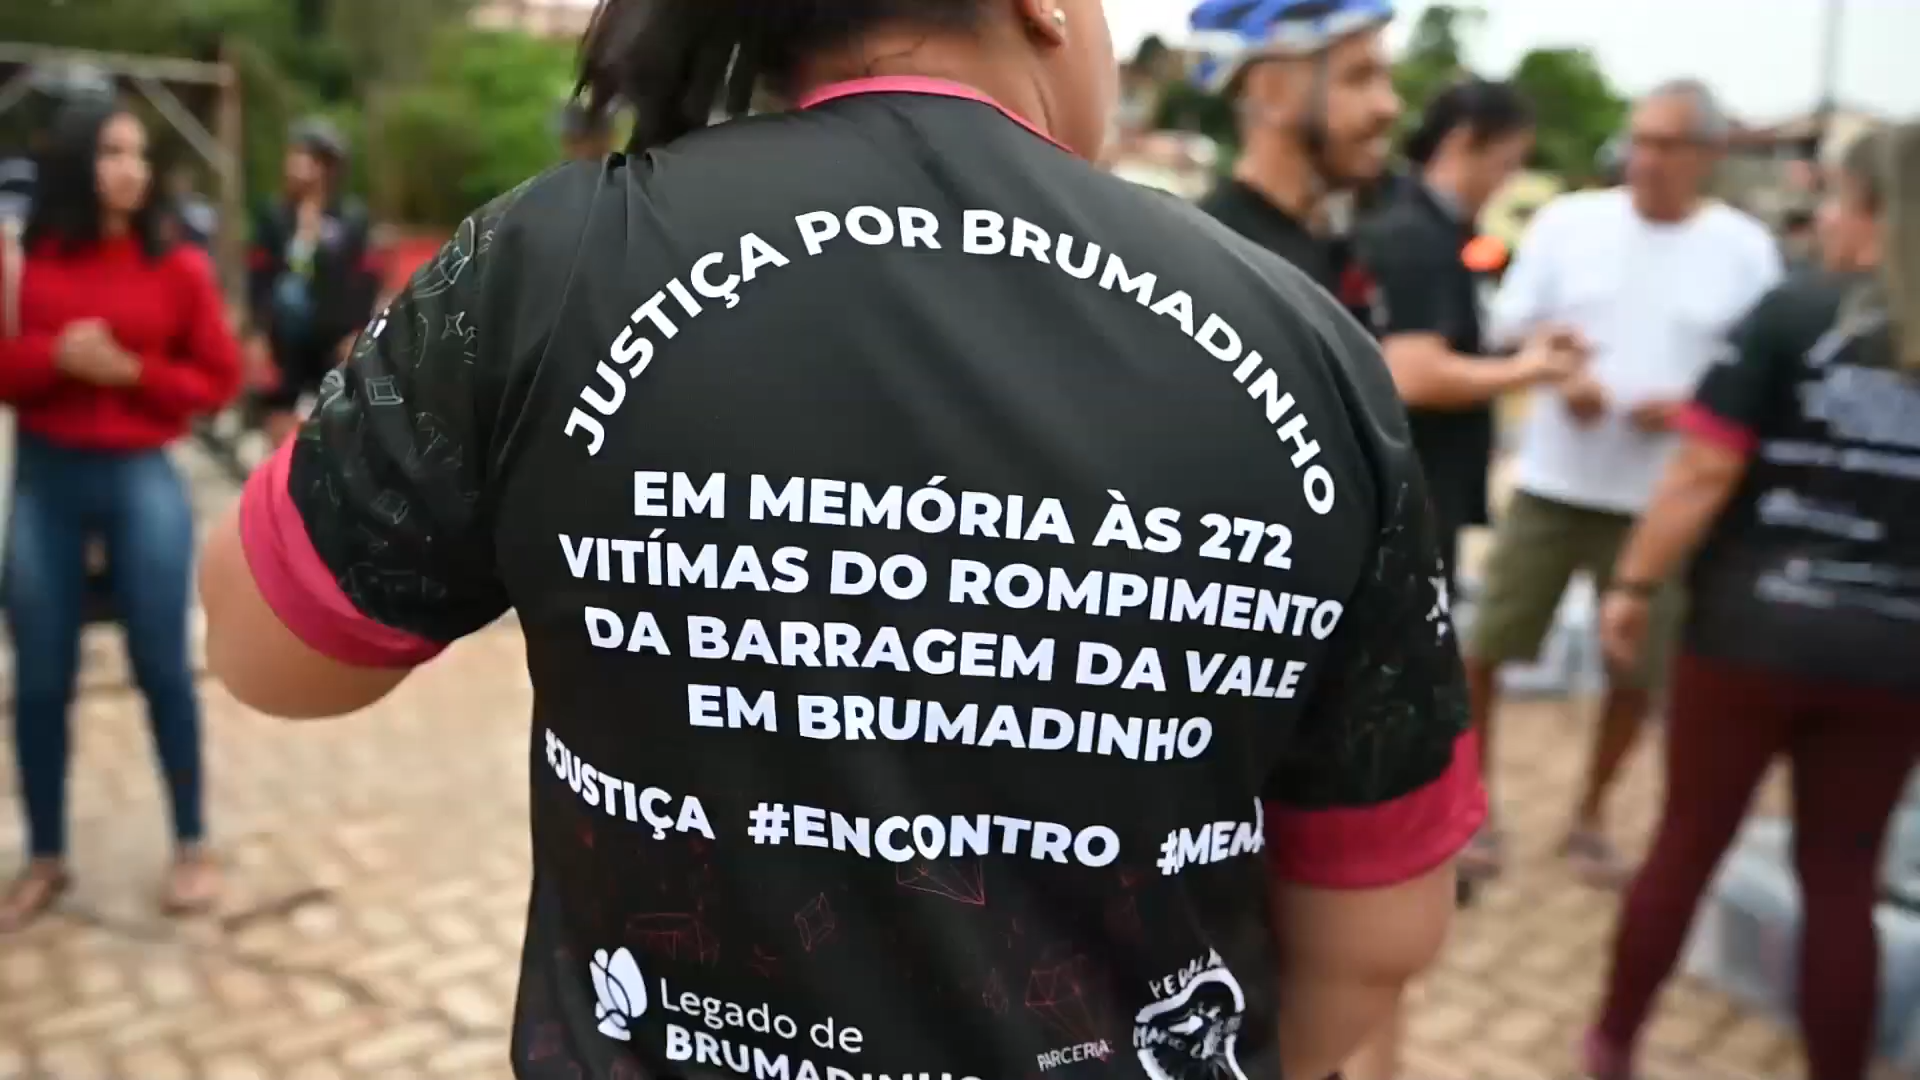 JUSTIÇA POR BRUMADINHO
EM MEMÓRIA ÀS 272
VITÍMAS DO ROMPIMENTO
DA BARRAGEM DA VALE
EM BRUMADINHO
#JUSTIÇA #ENCONTRO
Legado de
BRUMADINHO
PARCERIA: